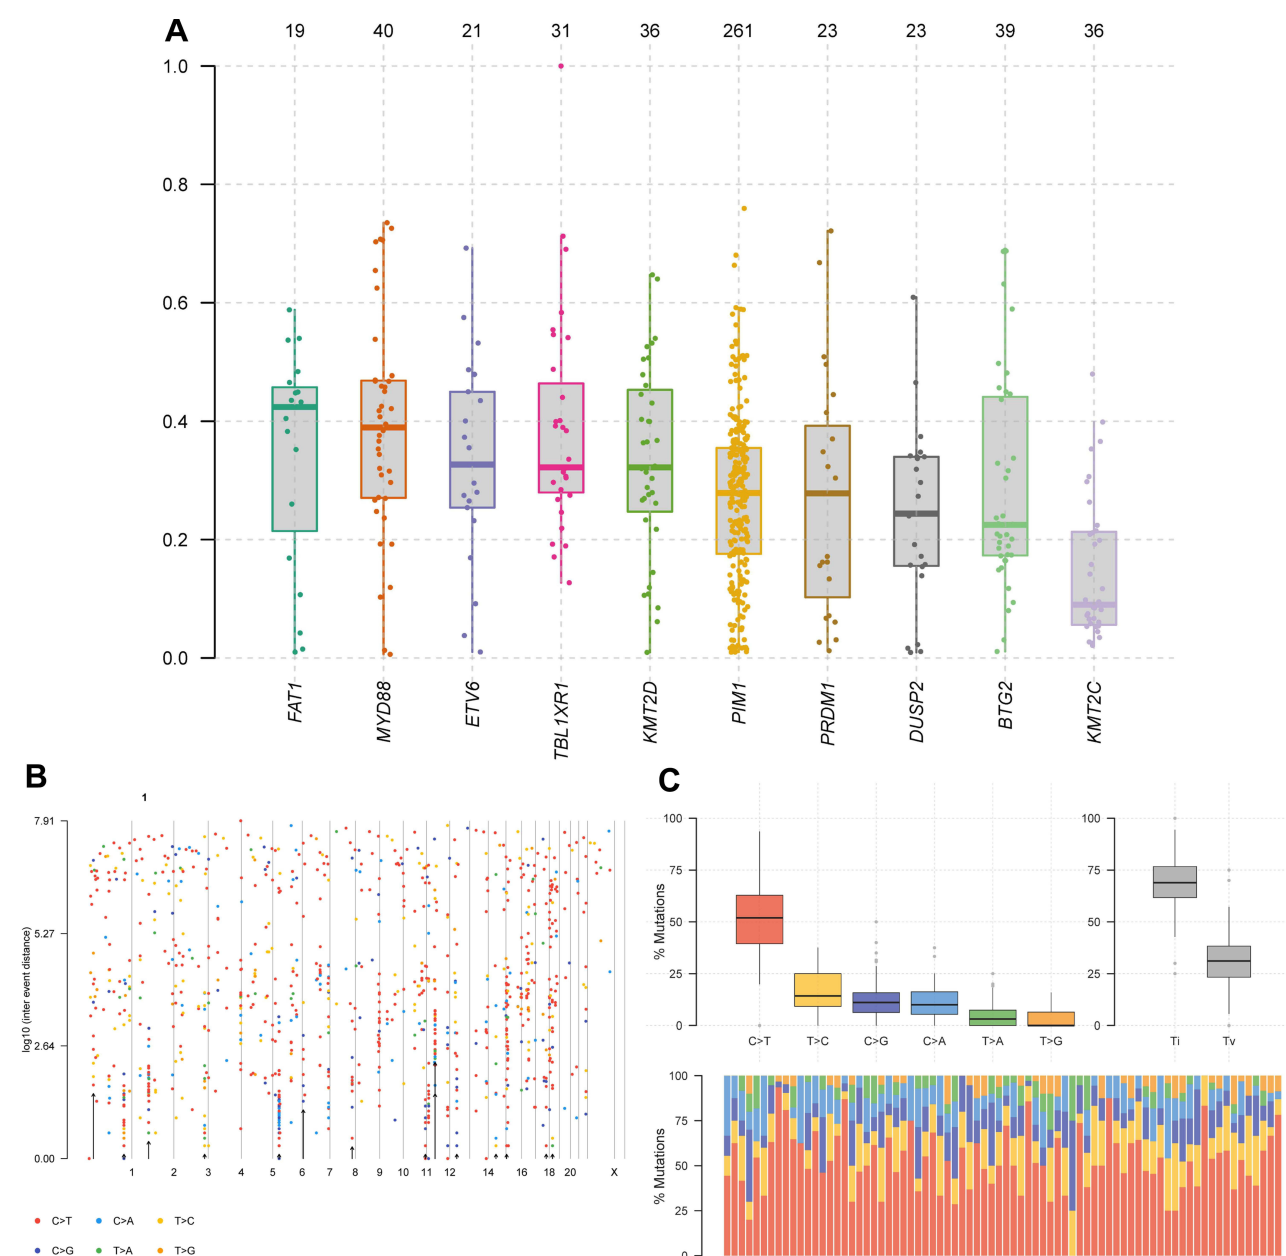 A
19 40 21 31 36 261 23 23 39 36
1.0
0.8
0.6
0.4
0.2
0.0
FAT1 MYD88 ETV6 TBL1XR1 KMT2D PIM1 PRDM1 DUSP2 BTG2 KMT2C
B
1
7.91
5.27
2.64
0.00
log10 (inter event distance)
1 2 3 4 5 6 7 8 9 10 11 12 14 16 18 20 X
C>T C>A T>C
C>G T>A T>G
C
100
75
50
25
0
% Mutations
C>T T>C C>G C>A T>A T>G
100
75
50
25
0
Ti Tv
100
75
50
25
0
% Mutations